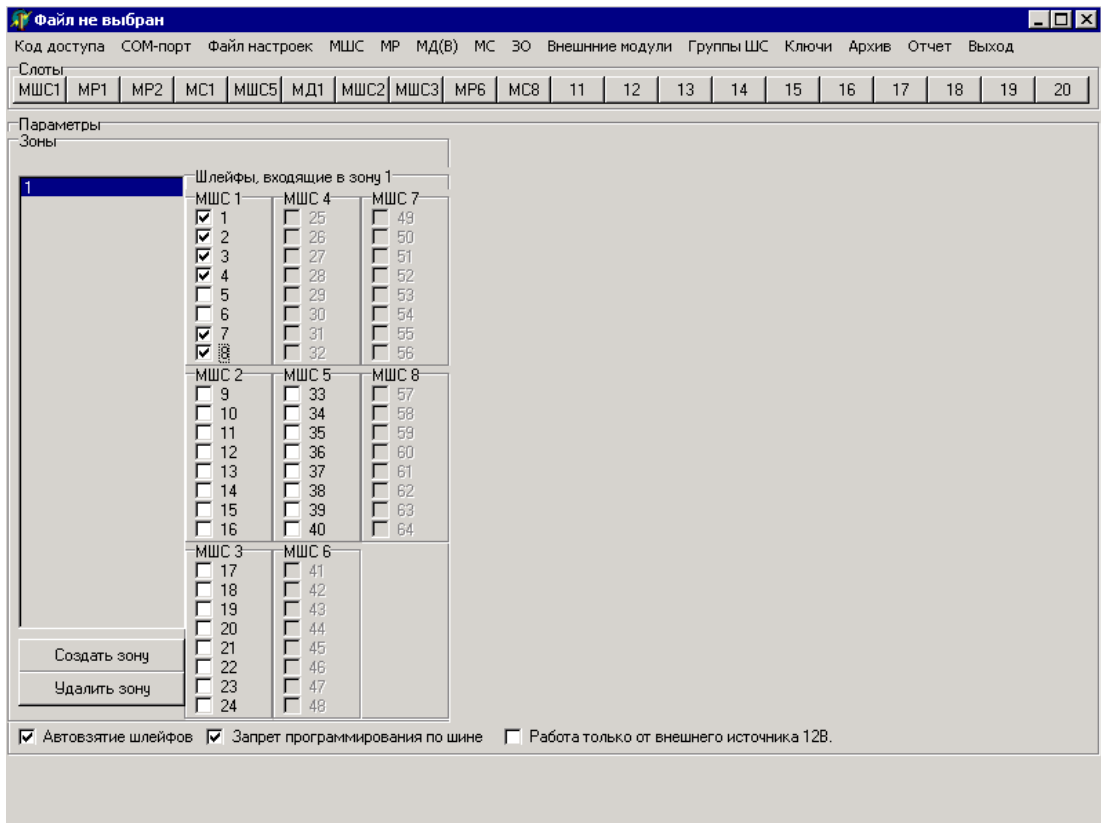 Файл не выбран
Код доступа COM-порт Файл настроек МШС МР МД(В) МС ЗО Внешнние модули Группы ШС Ключи Архив Отчет Выход
Слоты
МШС1 МР1 МР2 МС1 МШС5 МД1 МШС2 МШС3 МР6 МС8 11 12 13 14 15 16 17 18 19 20
Параметры
Зоны
1
Шлейфы, входящие в зону 1
МШС 1 МШС 4 МШС 7
1 25 49
2 26 50
3 27 51
4 28 52
5 29 53
6 30 54
7 31 55
8 32 56
МШС 2 МШС 5 МШС 8
9 33 57
10 34 58
11 35 59
12 36 60
13 37 61
14 38 62
15 39 63
16 40 64
МШС 3 МШС 6
17 41
18 42
19 43
20 44
21 45
22 46
23 47
24 48
Создать зону
Удалить зону
Автовзятие шлейфов Запрет программирования по шине Работа только от внешнего источника 12В.